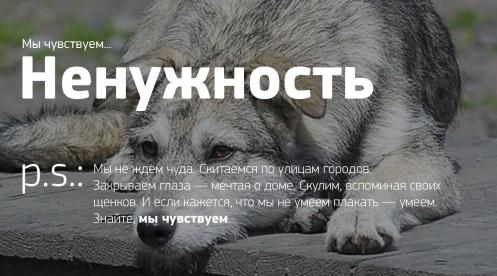 Мы чувствуем...
Ненужность
p.s.: Мы не ждем чуда. Скитаемся по улицам городов.
Закрываем глаза — мечтая о доме. Скулим, вспоминая своих
щенков. И если кажется, что мы не умеем плакать — умеем.
Знайте, мы чувствуем.